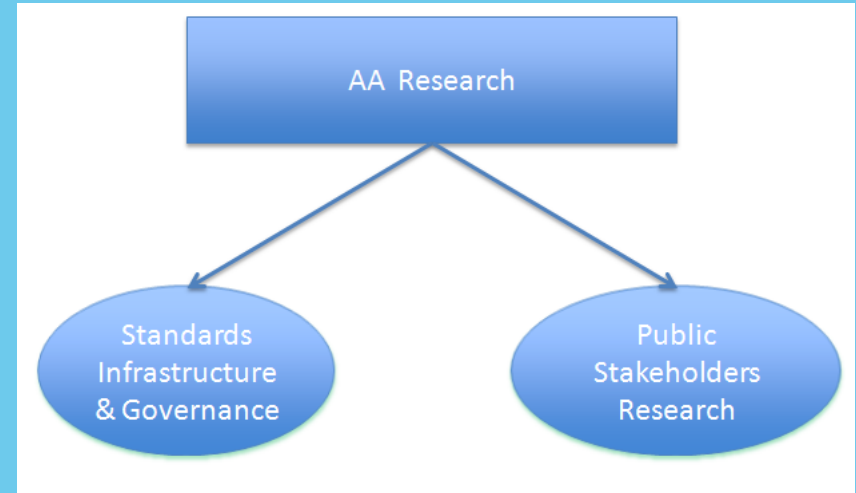 AA Research
Standards
Infrastructure
& Governance
Public
Stakeholders
Research